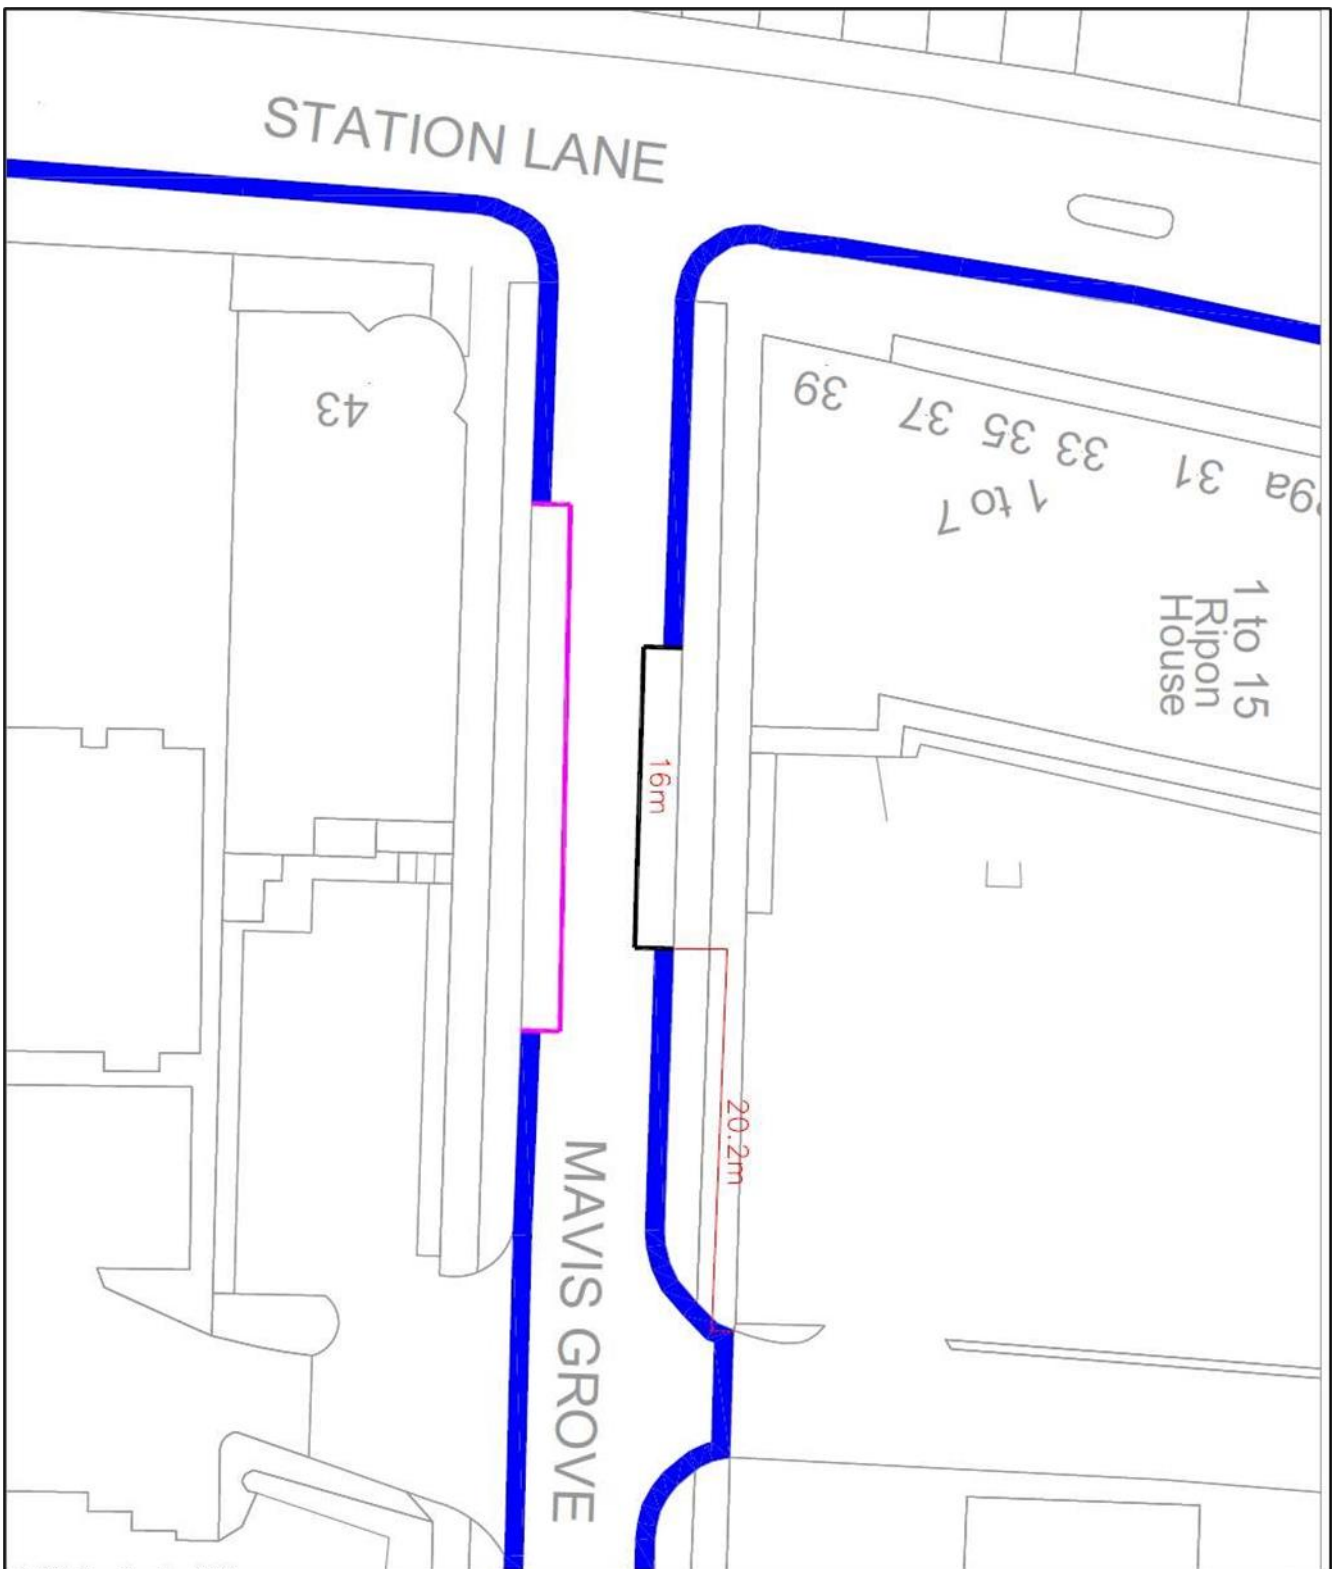 STATION LANE
43
39
37
35
33
31
9a
1 to 7
1 to 15
Ripon
House
16m
20.2m
MAVIS GROVE